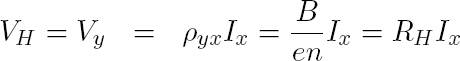 V_H = V_y = ρ_{yx} I_x = \frac{B}{en} I_x = R_H I_x